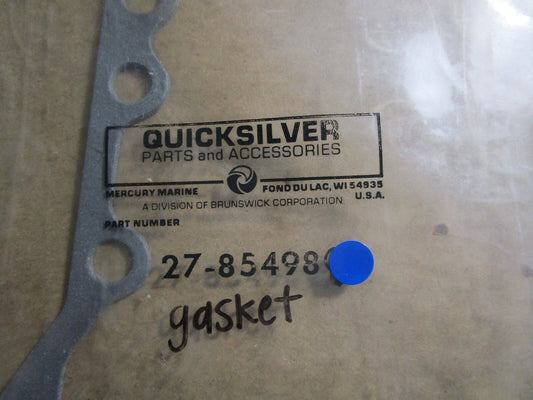 QUICKSILVER
PARTS and ACCESSORIES
MERCURY MARINE FOND DU LAC, WI 54935
A DIVISION OF BRUNSWICK CORPORATION U.S.A.
PART NUMBER
27-85498
gasket